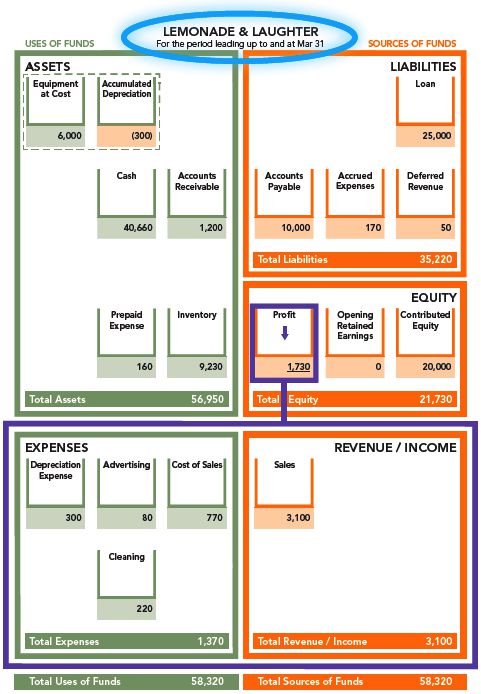 LEMONADE & LAUGHTER
For the period leading up to and at Mar 31
USES OF FUNDS
SOURCES OF FUNDS
ASSETS
Equipment
at Cost
6,000
Accumulated
Depreciation
(300)
Cash
40,660
Accounts
Receivable
1,200
Prepaid
Expense
160
Inventory
9,230
Total Assets 56,950
LIABILITIES
Loan
25,000
Accounts
Payable
10,000
Accrued
Expenses
170
Deferred
Revenue
50
Total Liabilities 35,220
EQUITY
Profit
↓
1,730
Opening
Retained
Earnings
0
Contributed
Equity
20,000
Total Equity 21,730
EXPENSES
Depreciation
Expense
300
Advertising
80
Cost of Sales
770
Cleaning
220
Total Expenses 1,370
REVENUE / INCOME
Sales
3,100
Total Revenue / Income 3,100
Total Uses of Funds 58,320
Total Sources of Funds 58,320